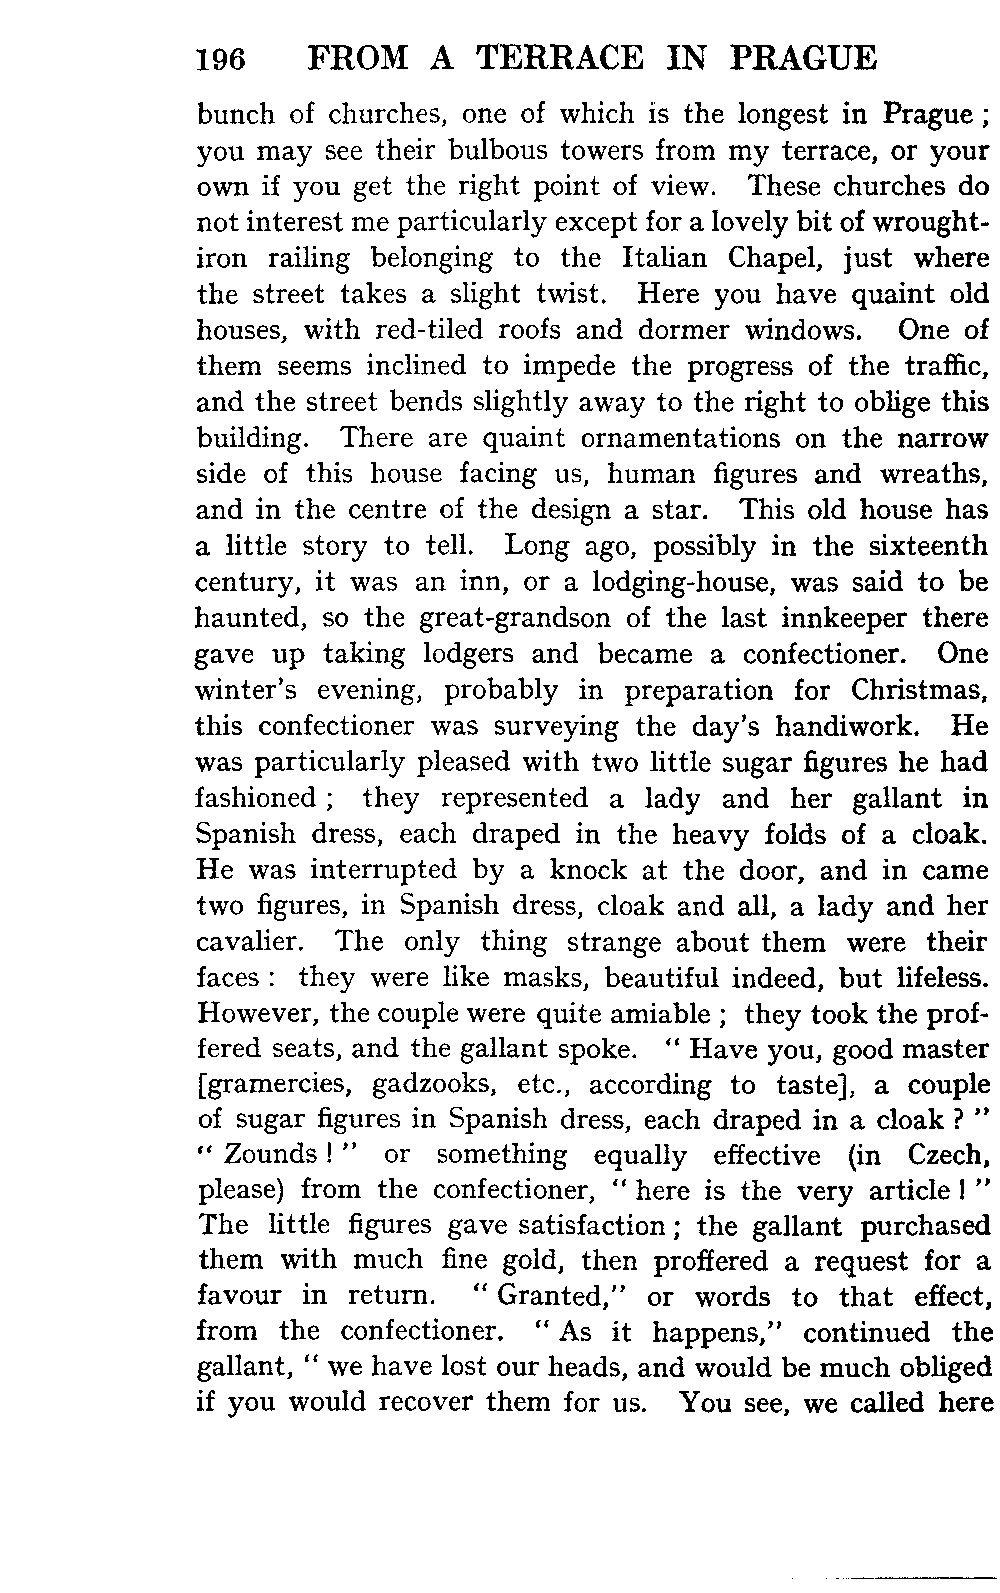 196 FROM A TERRACE IN PRAGUE
bunch of churches, one of which is the longest in Prague ;
you may see their bulbous towers from my terrace, or your
own if you get the right point of view. These churches do
not interest me particularly except for a lovely bit of wrought-
iron railing belonging to the Italian Chapel, just where
the street takes a slight twist. Here you have quaint old
houses, with red-tiled roofs and dormer windows. One of
them seems inclined to impede the progress of the traffic,
and the street bends slightly away to the right to oblige this
building. There are quaint ornamentations on the narrow
side of this house facing us, human figures and wreaths,
and in the centre of the design a star. This old house has
a little story to tell. Long ago, possibly in the sixteenth
century, it was an inn, or a lodging-house, was said to be
haunted, so the great-grandson of the last innkeeper there
gave up taking lodgers and became a confectioner. One
winter's evening, probably in preparation for Christmas,
this confectioner was surveying the day's handiwork. He
was particularly pleased with two little sugar figures he had
fashioned ; they represented a lady and her gallant in
Spanish dress, each draped in the heavy folds of a cloak.
He was interrupted by a knock at the door, and in came
two figures, in Spanish dress, cloak and all, a lady and her
cavalier. The only thing strange about them were their
faces : they were like masks, beautiful indeed, but lifeless.
However, the couple were quite amiable ; they took the prof-
fered seats, and the gallant spoke. " Have you, good master
[gramercies, gadzooks, etc., according to taste], a couple
of sugar figures in Spanish dress, each draped in a cloak ? "
" Zounds ! " or something equally effective (in Czech,
please) from the confectioner, " here is the very article ! "
The little figures gave satisfaction ; the gallant purchased
them with much fine gold, then proffered a request for a
favour in return. " Granted," or words to that effect,
from the confectioner. " As it happens," continued the
gallant, " we have lost our heads, and would be much obliged
if you would recover them for us. You see, we called here